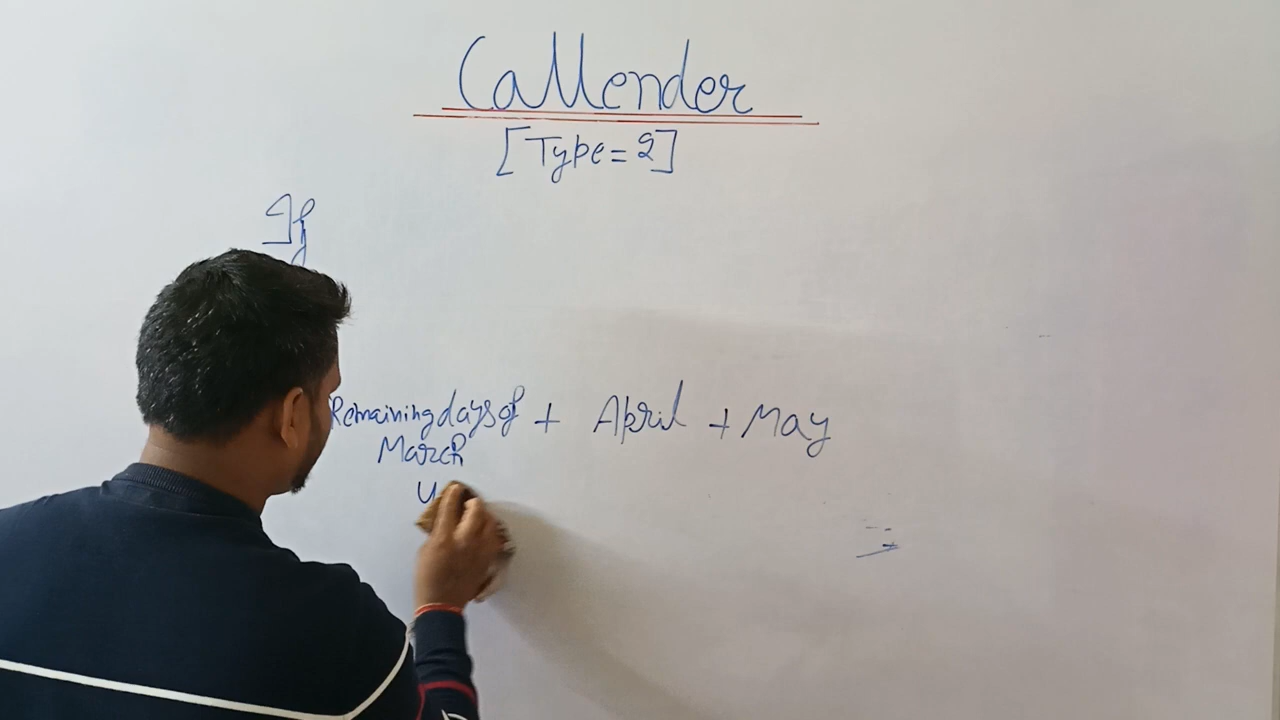 Callender
[Type=2]
If
Remaining days of + April + May
March